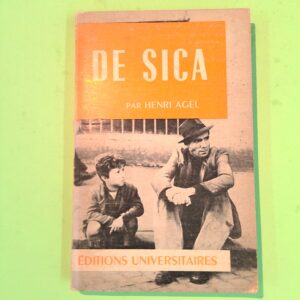 DE SICA
PAR HENRI AGEL
ÉDITIONS UNIVERSITAIRES